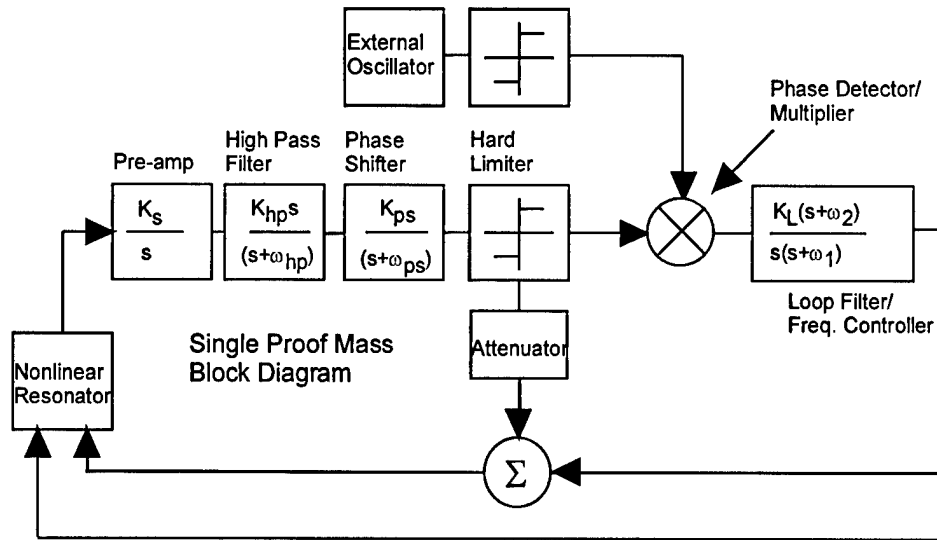 External
Oscillator
Phase Detector/
Multiplier
Pre-amp
High Pass
Filter
Phase
Shifter
Hard
Limiter
K_s
s
K_hp s
(s+ω_hp)
K_ps
(s+ω_ps)
K_L(s+ω_2)
s(s+ω_1)
Loop Filter/
Freq. Controller
Single Proof Mass
Block Diagram
Attenuator
Nonlinear
Resonator
Σ